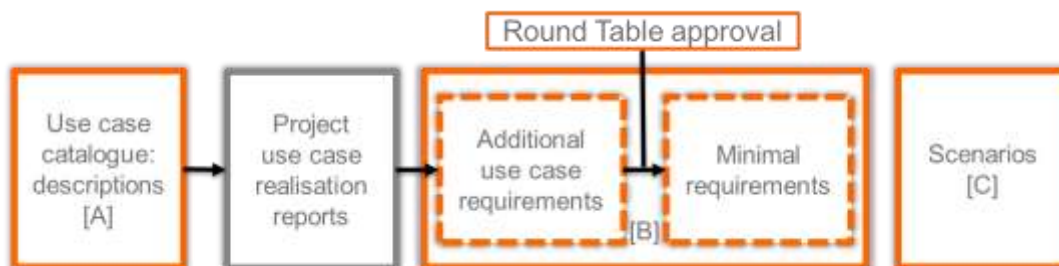 Round Table approval
Use case
catalogue:
descriptions
[A]
Project
use case
realisation
reports
Additional
use case
requirements
[B]
Minimal
requirements
Scenarios
[C]